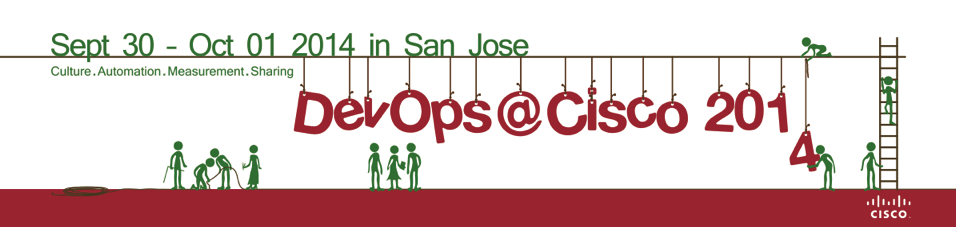 Sept 30 - Oct 01 2014 in San Jose
Culture.Automation.Measurement.Sharing
DevOps@Cisco 2014
CISCO